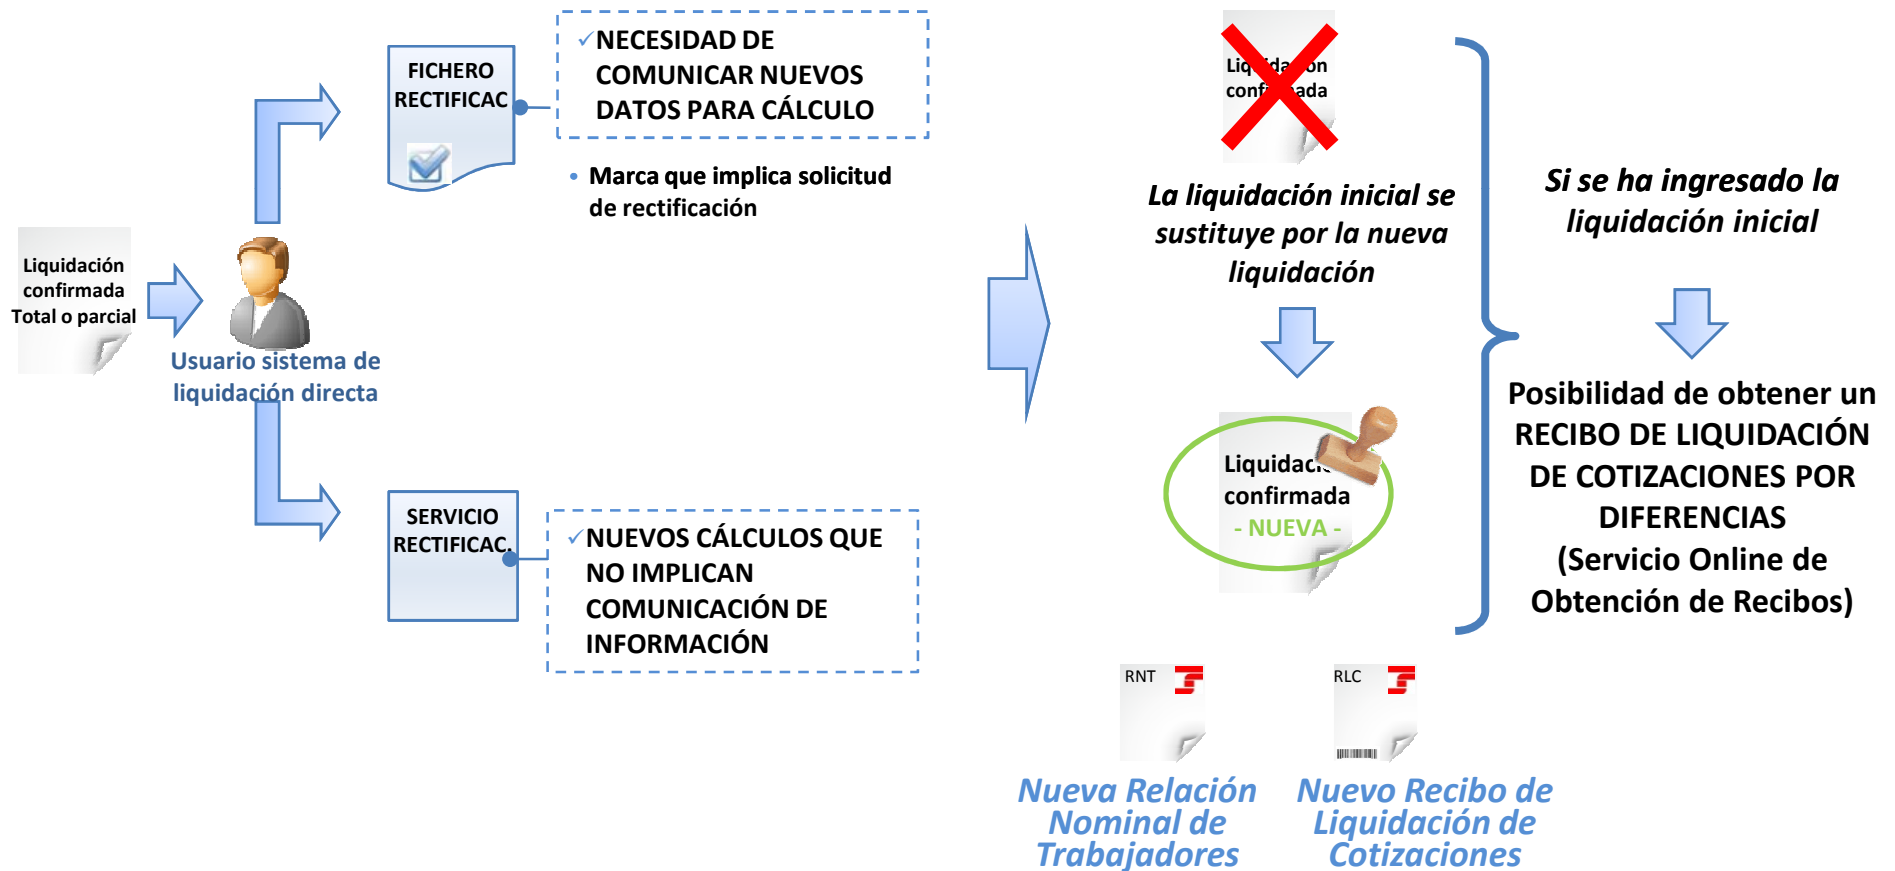 Liquidación
confirmada
Total o parcial
Usuario sistema de
liquidación directa
FICHERO
RECTIFICAC
✓NECESIDAD DE
COMUNICAR NUEVOS
DATOS PARA CÁLCULO
• Marca que implica solicitud
de rectificación
SERVICIO
RECTIFICAC.
✓NUEVOS CÁLCULOS QUE
NO IMPLICAN
COMUNICACIÓN DE
INFORMACIÓN
Liquidación
confirmada
La liquidación inicial se
sustituye por la nueva
liquidación
Liquidación
confirmada
- NUEVA -
RNT
Nueva Relación
Nominal de
Trabajadores
RLC
Nuevo Recibo de
Liquidación de
Cotizaciones
Si se ha ingresado la
liquidación inicial
Posibilidad de obtener un
RECIBO DE LIQUIDACIÓN
DE COTIZACIONES POR
DIFERENCIAS
(Servicio Online de
Obtención de Recibos)